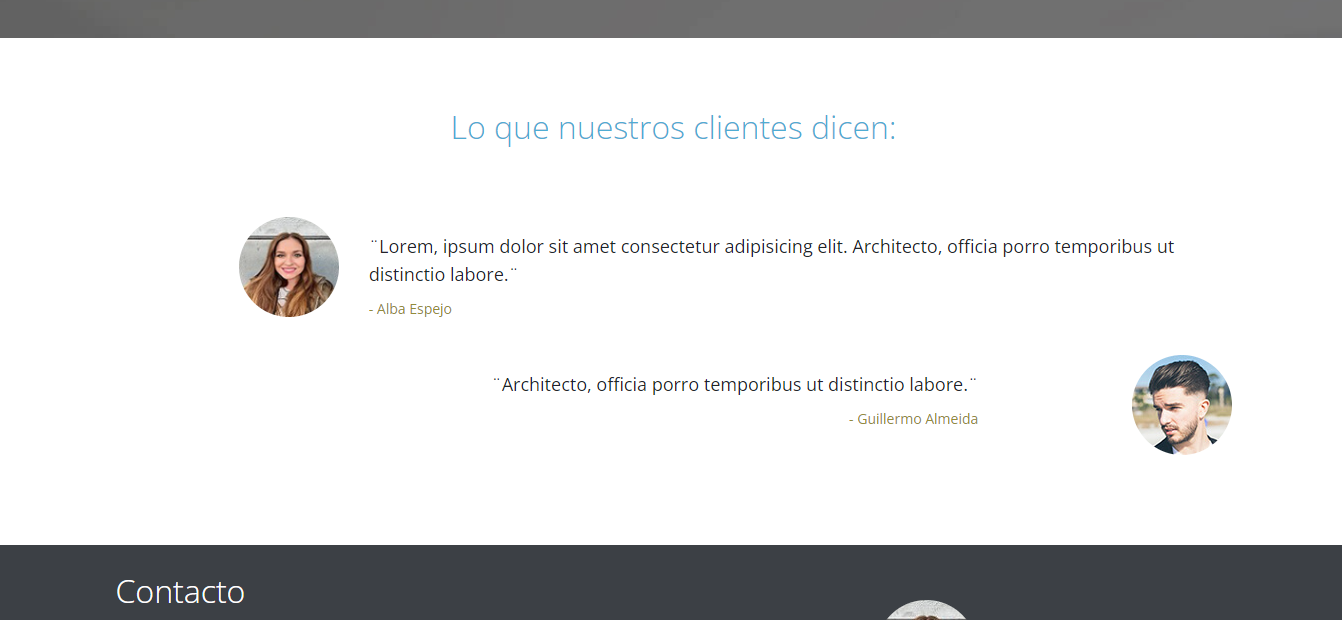 Lo que nuestros clientes dicen:
¨Lorem, ipsum dolor sit amet consectetur adipisicing elit. Architecto, officia porro temporibus ut
distinctio labore.¨
- Alba Espejo
¨Architecto, officia porro temporibus ut distinctio labore.¨
- Guillermo Almeida
Contacto